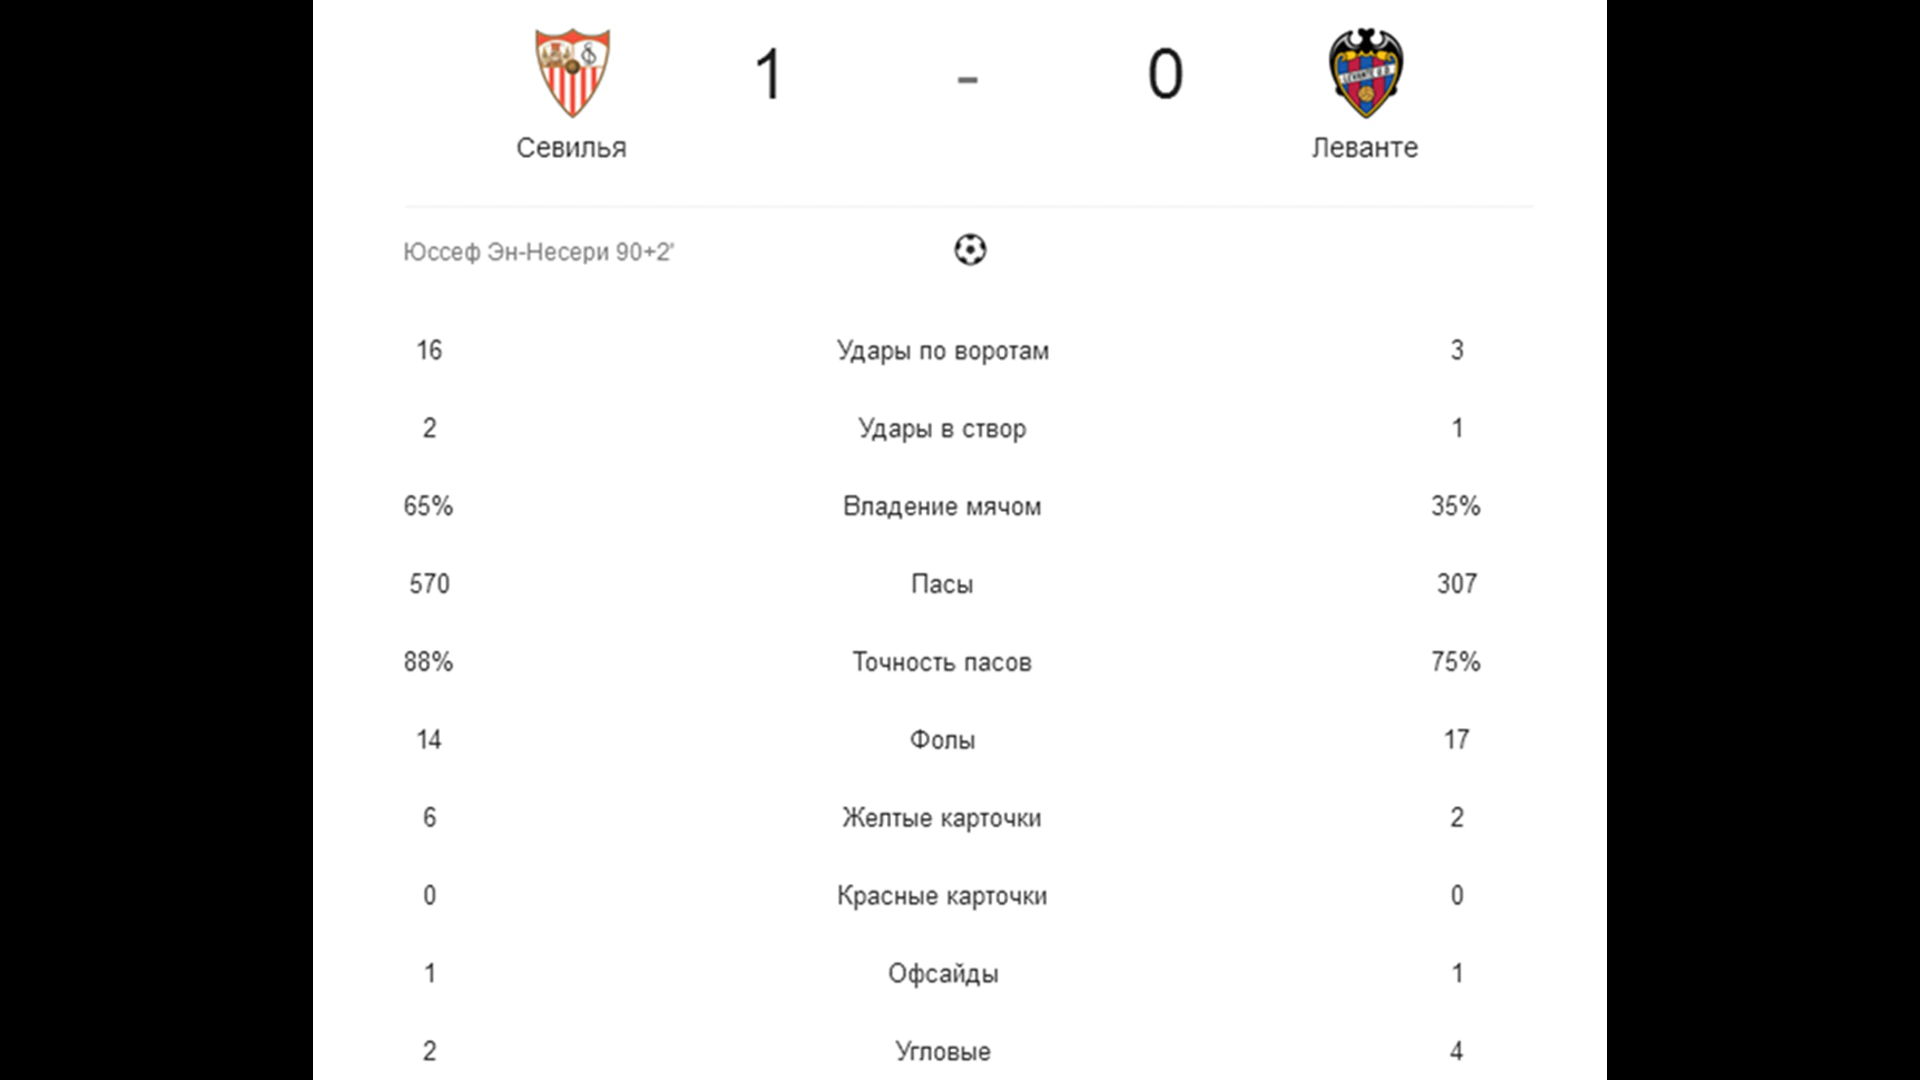 1 - 0
LEVANTE U.D.
Севилья Леванте
Юссеф Эн-Несери 90+2'
16 Удары по воротам 3
2 Удары в створ 1
65% Владение мячом 35%
570 Пасы 307
88% Точность пасов 75%
14 Фолы 17
6 Желтые карточки 2
0 Красные карточки 0
1 Офсайды 1
2 Угловые 4